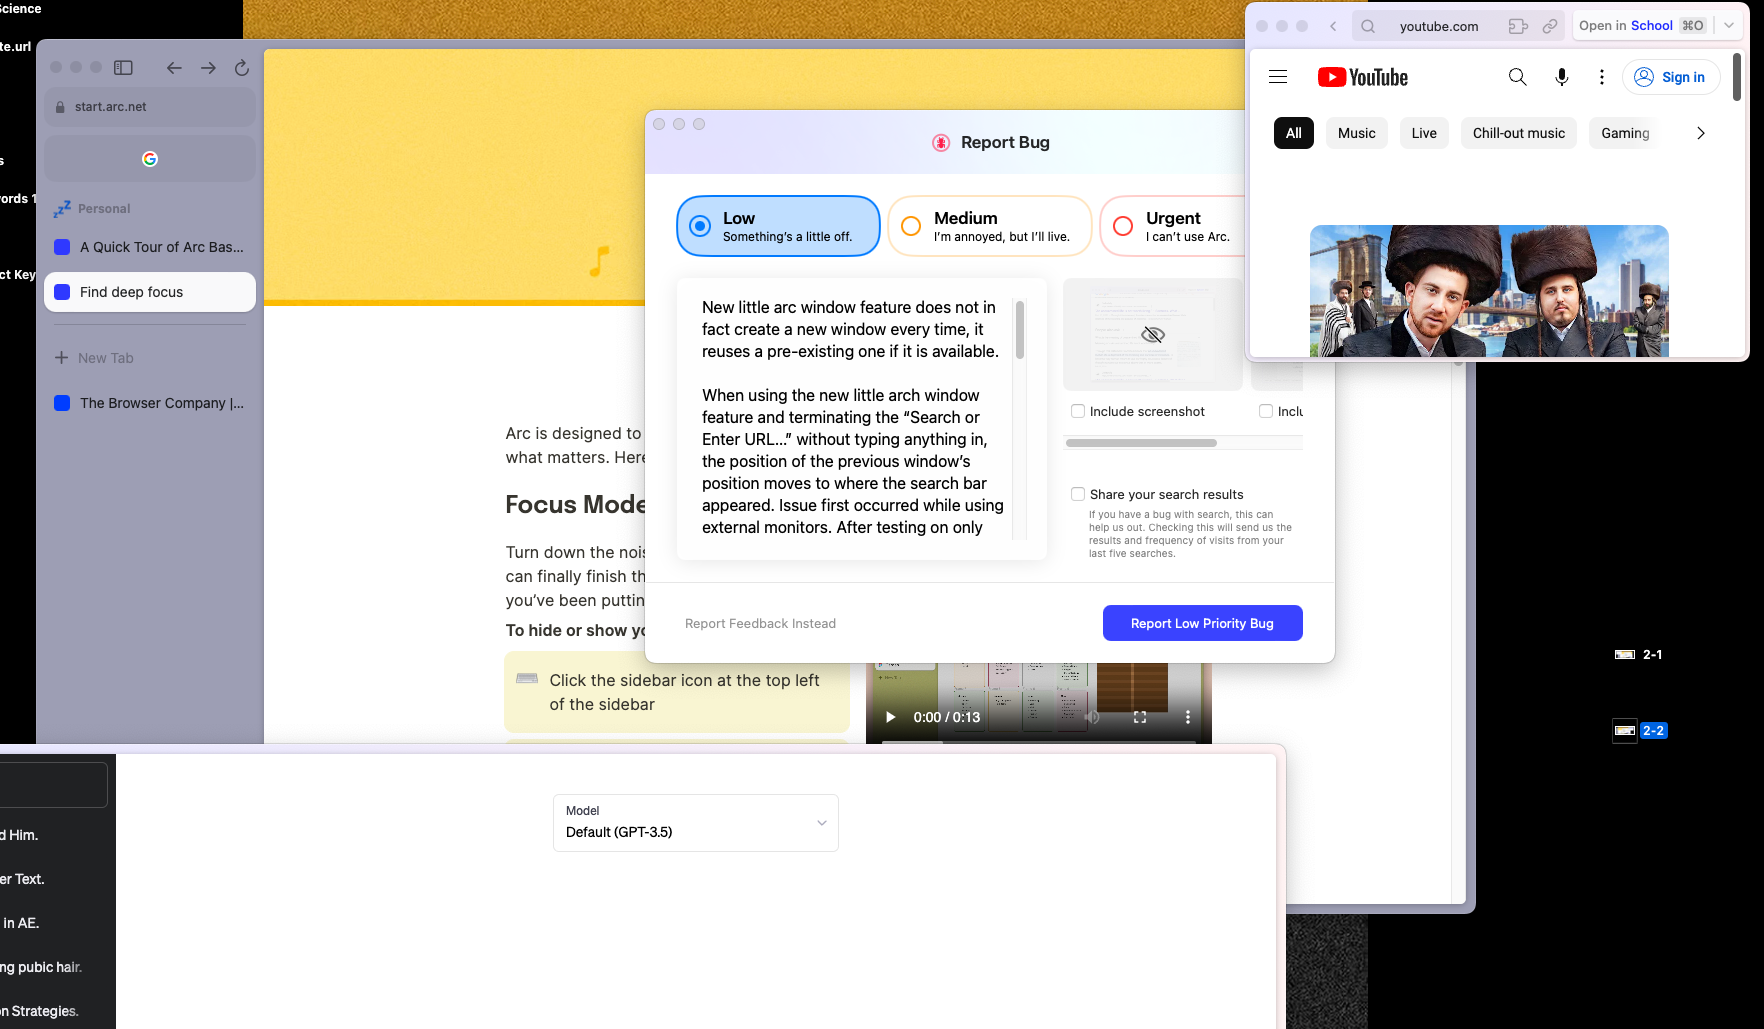 Science
te.url
s
ords 1
ct Key
start.arc.net
Personal
A Quick Tour of Arc Bas...
Find deep focus
New Tab
The Browser Company |...
Arc is designed to
what matters. Here
Focus Mode
Turn down the nois
can finally finish th
you've been puttin
To hide or show yo
Click the sidebar icon at the top left
of the sidebar
0:00 / 0:13
Report Bug
Low
Something's a little off.
Medium
I'm annoyed, but I'll live.
Urgent
I can't use Arc.
New little arc window feature does not in
fact create a new window every time, it
reuses a pre-existing one if it is available.
When using the new little arch window
feature and terminating the “Search or
Enter URL...” without typing anything in,
the position of the previous window's
position moves to where the search bar
appeared. Issue first occurred while using
external monitors. After testing on only
Include screenshot
Inclu
Share your search results
If you have a bug with search, this can
help us out. Checking this will send us the
results and frequency of visits from your
last five searches.
Report Feedback Instead
Report Low Priority Bug
youtube.com
Open in School ⌘O
YouTube
Sign in
All
Music
Live
Chill-out music
Gaming
2-1
2-2
Model
Default (GPT-3.5)
d Him.
er Text.
in AE.
ng pubic hair.
on Strategies.